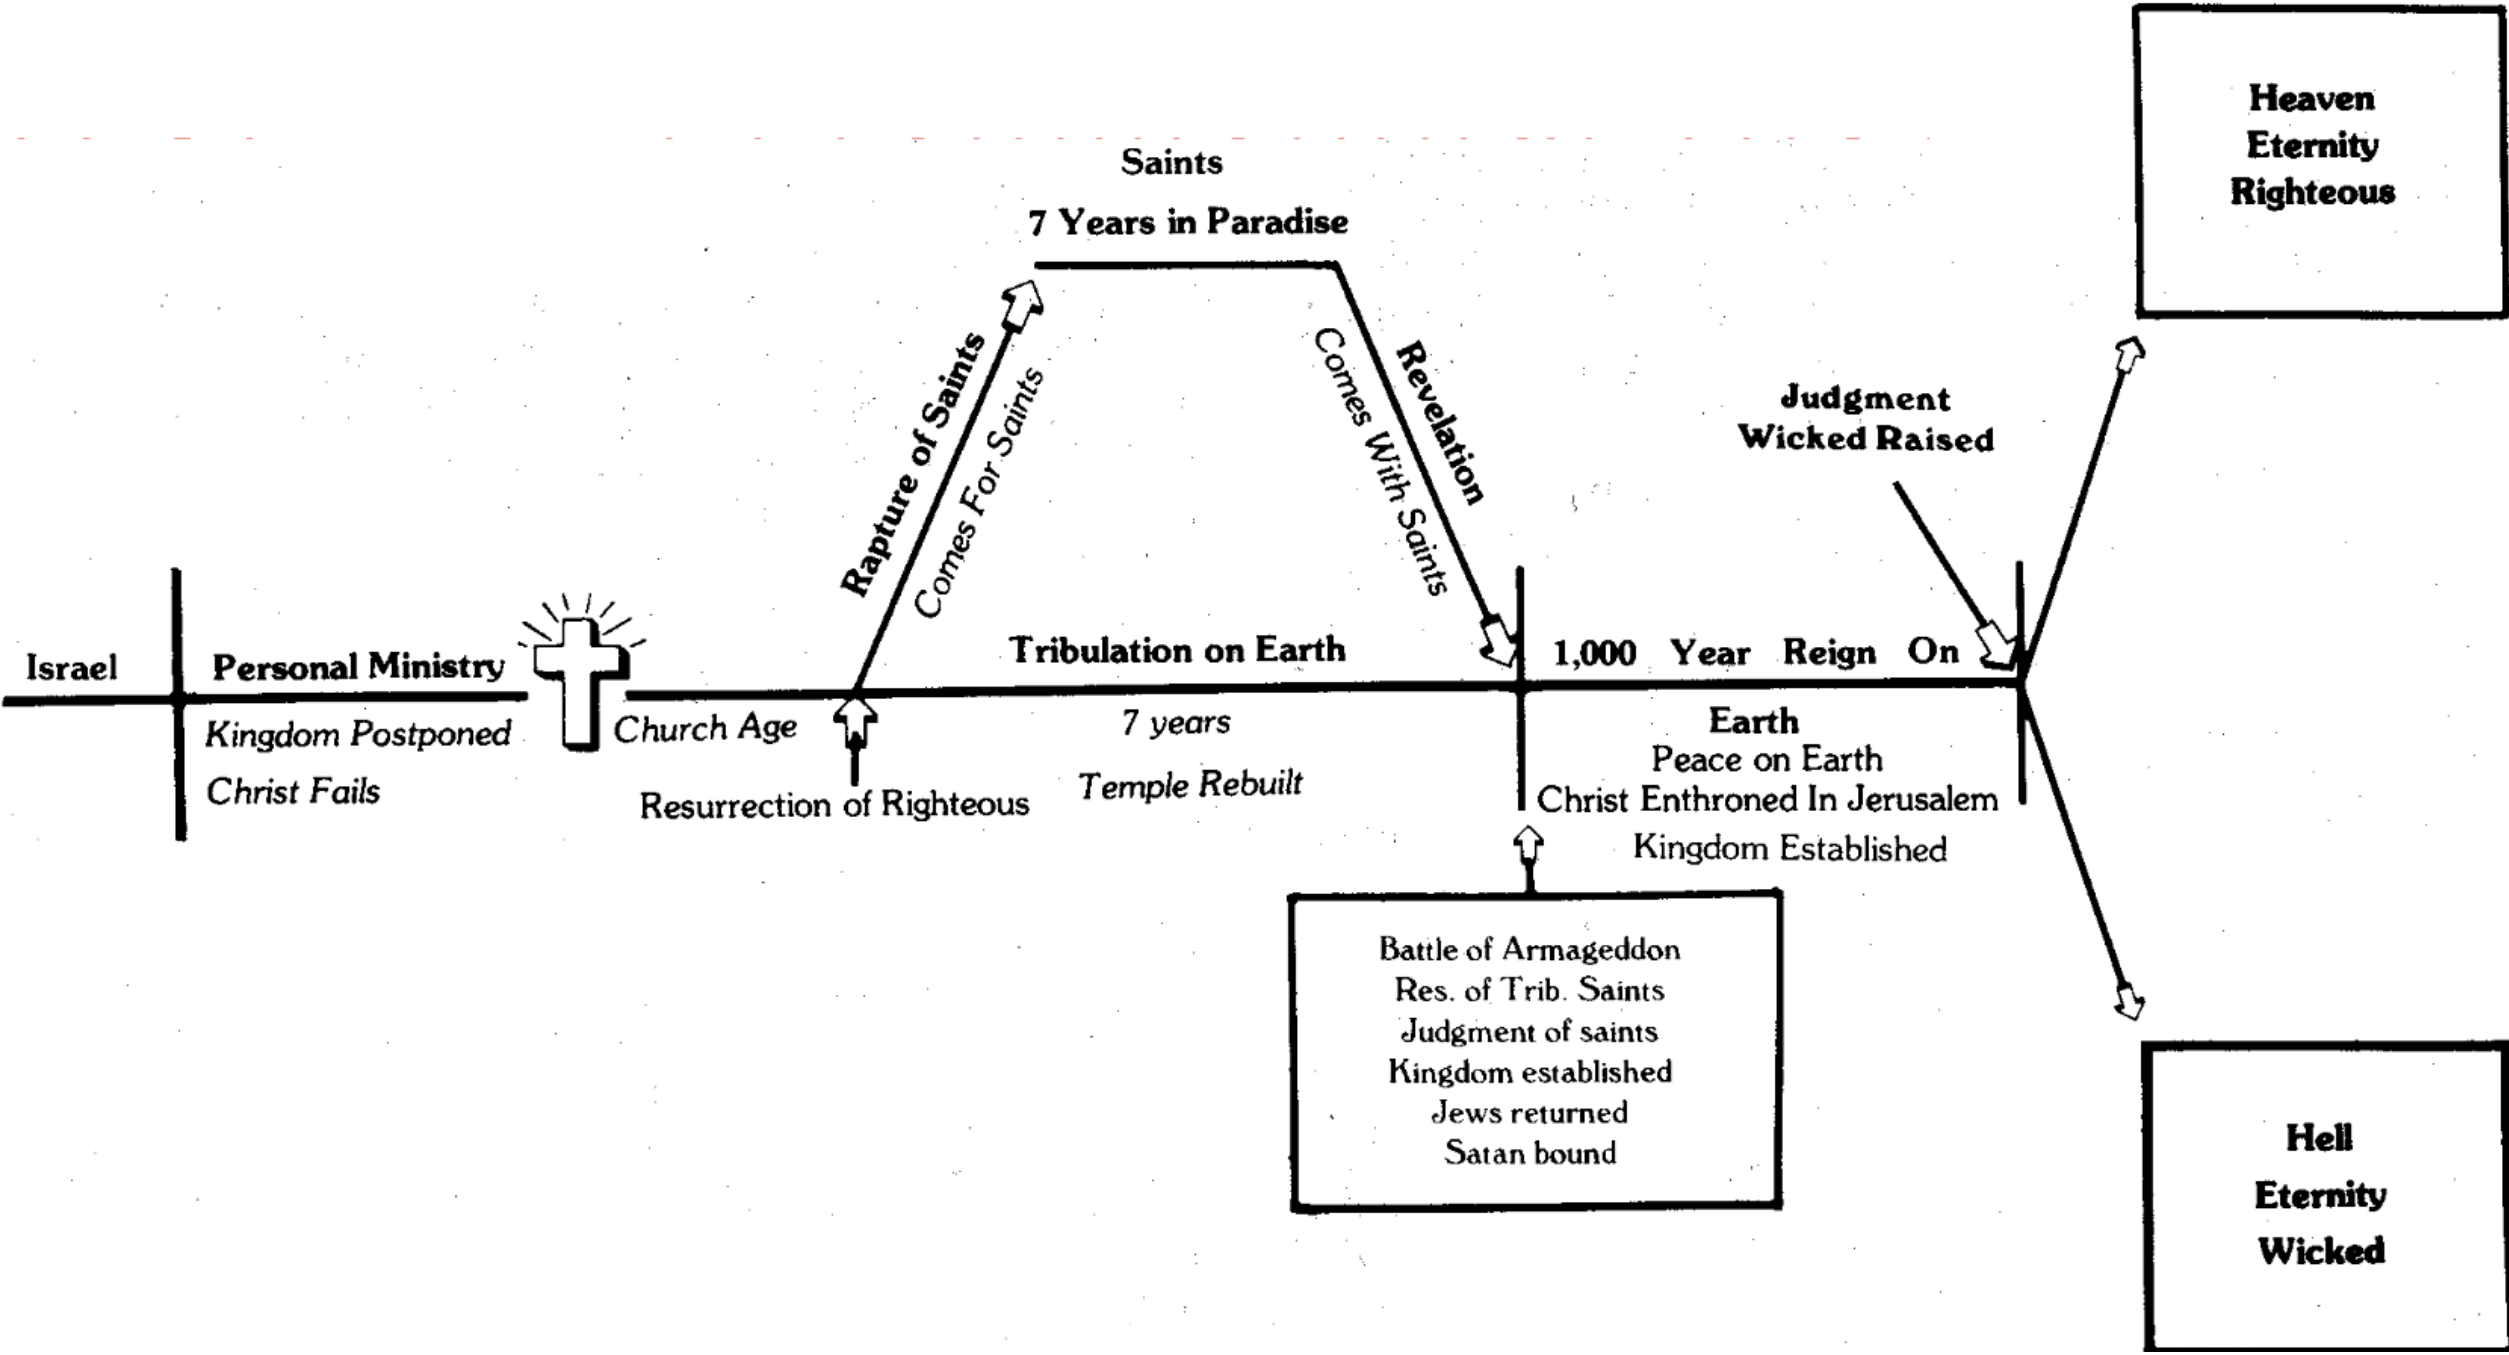 Heaven
Eternity
Righteous
Saints
7 Years in Paradise
Rapture of Saints
Comes For Saints
Revelation
Comes With Saints
Judgment
Wicked Raised
Israel
Personal Ministry
Kingdom Postponed
Christ Fails
Church Age
Resurrection of Righteous
Tribulation on Earth
7 years
Temple Rebuilt
1,000 Year Reign On
Earth
Peace on Earth
Christ Enthroned In Jerusalem
Kingdom Established
Battle of Armageddon
Res. of Trib. Saints
Judgment of saints
Kingdom established
Jews returned
Satan bound
Hell
Eternity
Wicked